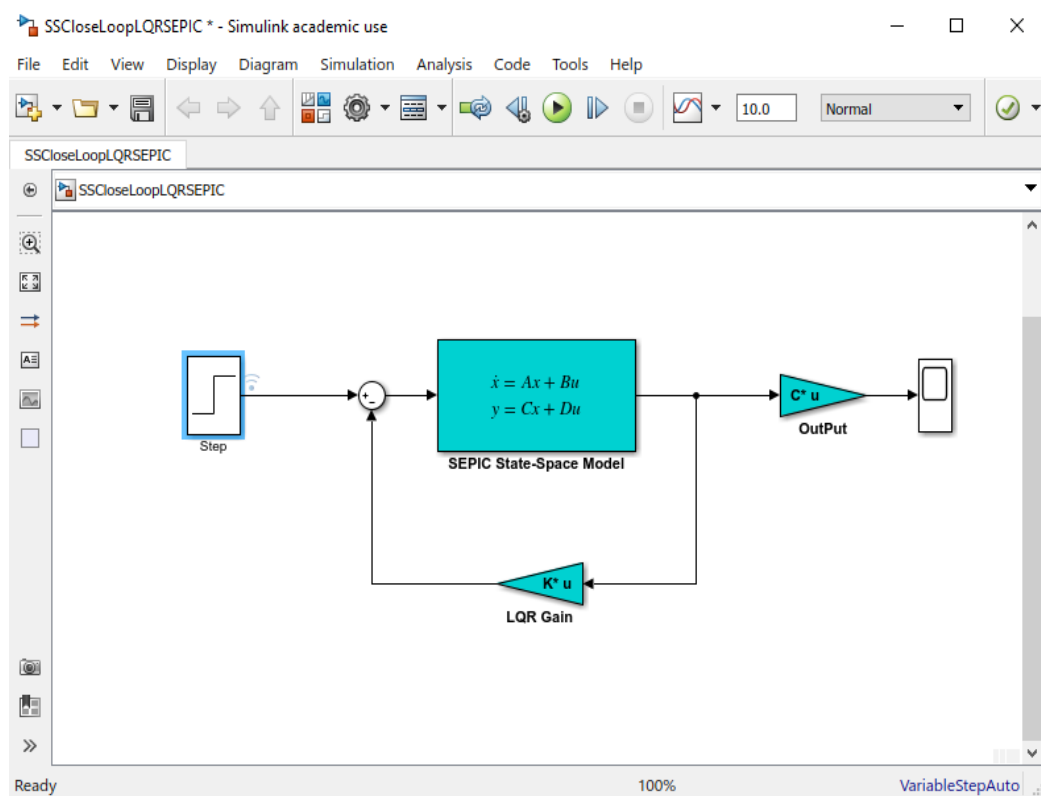 SSCloseLoopLQRSEPIC * - Simulink academic use
File Edit View Display Diagram Simulation Analysis Code Tools Help
10.0 Normal
SSCloseLoopLQRSEPIC
SSCloseLoopLQRSEPIC
ẋ = Ax + Bu
y = Cx + Du
C* u
OutPut
Step
SEPIC State-Space Model
K* u
LQR Gain
Ready 100% VariableStepAuto